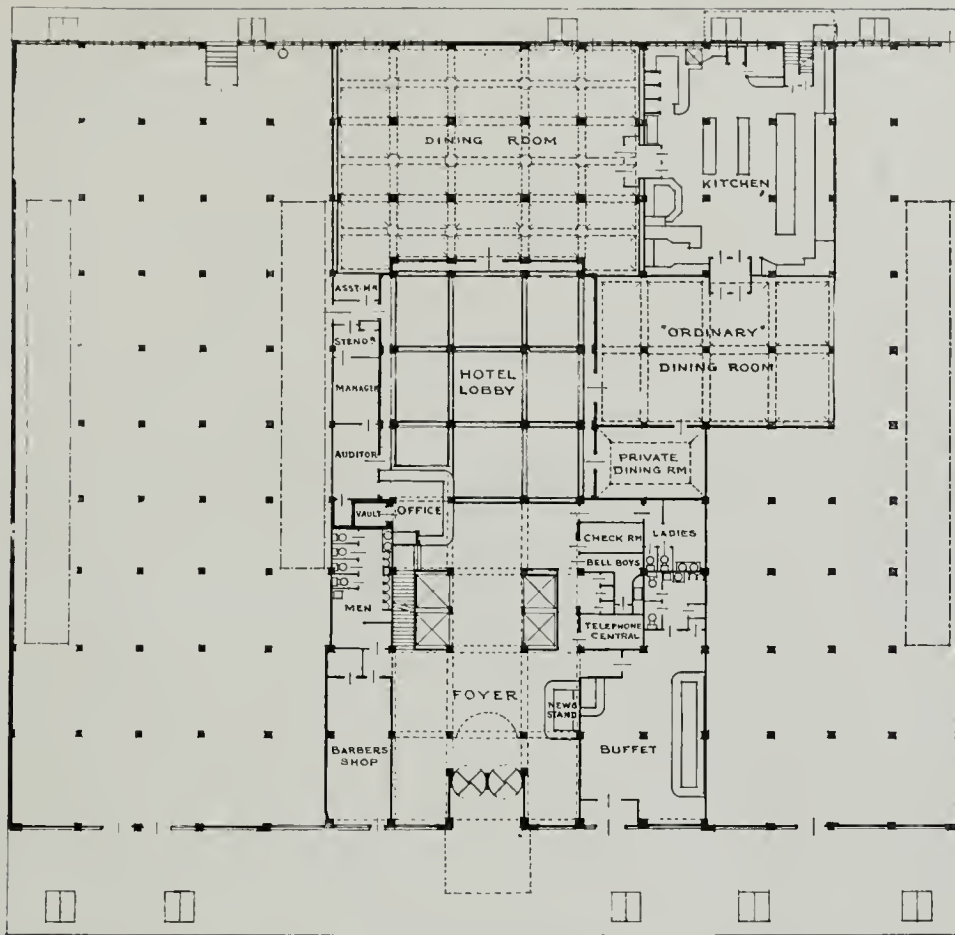 DINING ROOM
KITCHEN
ASST. MR
STENOR
MANAGER
AUDITOR
VAULT
OFFICE
HOTEL
LOBBY
"ORDINARY"
DINING ROOM
PRIVATE
DINING RM
CHECK RM
LADIES
BELL BOYS
MEN
TELEPHONE
CENTRAL
FOYER
NEWS
STAND
BARBERS
SHOP
BUFFET